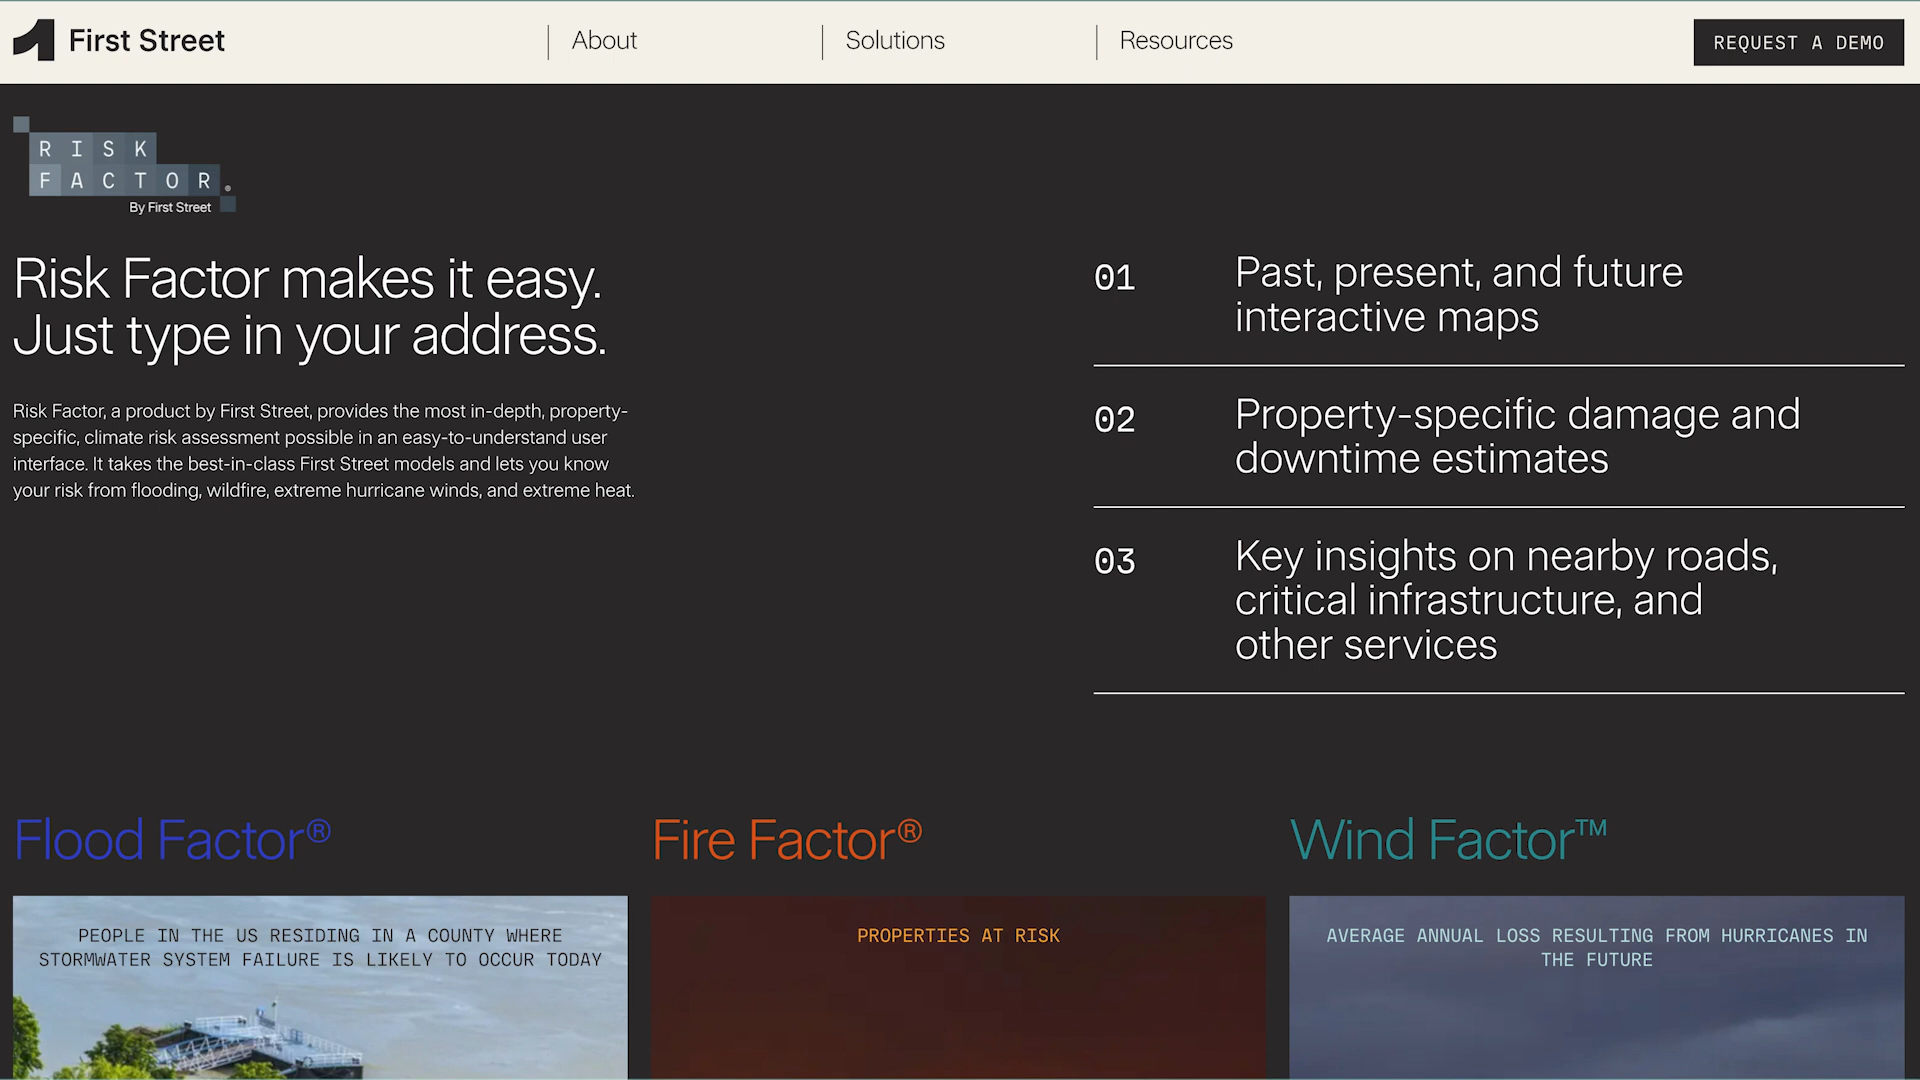 First Street
About
Solutions
Resources
REQUEST A DEMO
RISK
FACTOR®
By First Street
Risk Factor makes it easy.
Just type in your address.
Risk Factor, a product by First Street, provides the most in-depth, property-
specific, climate risk assessment possible in an easy-to-understand user
interface. It takes the best-in-class First Street models and lets you know
your risk from flooding, wildfire, extreme hurricane winds, and extreme heat.
01 Past, present, and future
interactive maps
02 Property-specific damage and
downtime estimates
03 Key insights on nearby roads,
critical infrastructure, and
other services
Flood Factor®
PEOPLE IN THE US RESIDING IN A COUNTY WHERE
STORMWATER SYSTEM FAILURE IS LIKELY TO OCCUR TODAY
Fire Factor®
PROPERTIES AT RISK
Wind Factor™
AVERAGE ANNUAL LOSS RESULTING FROM HURRICANES IN
THE FUTURE